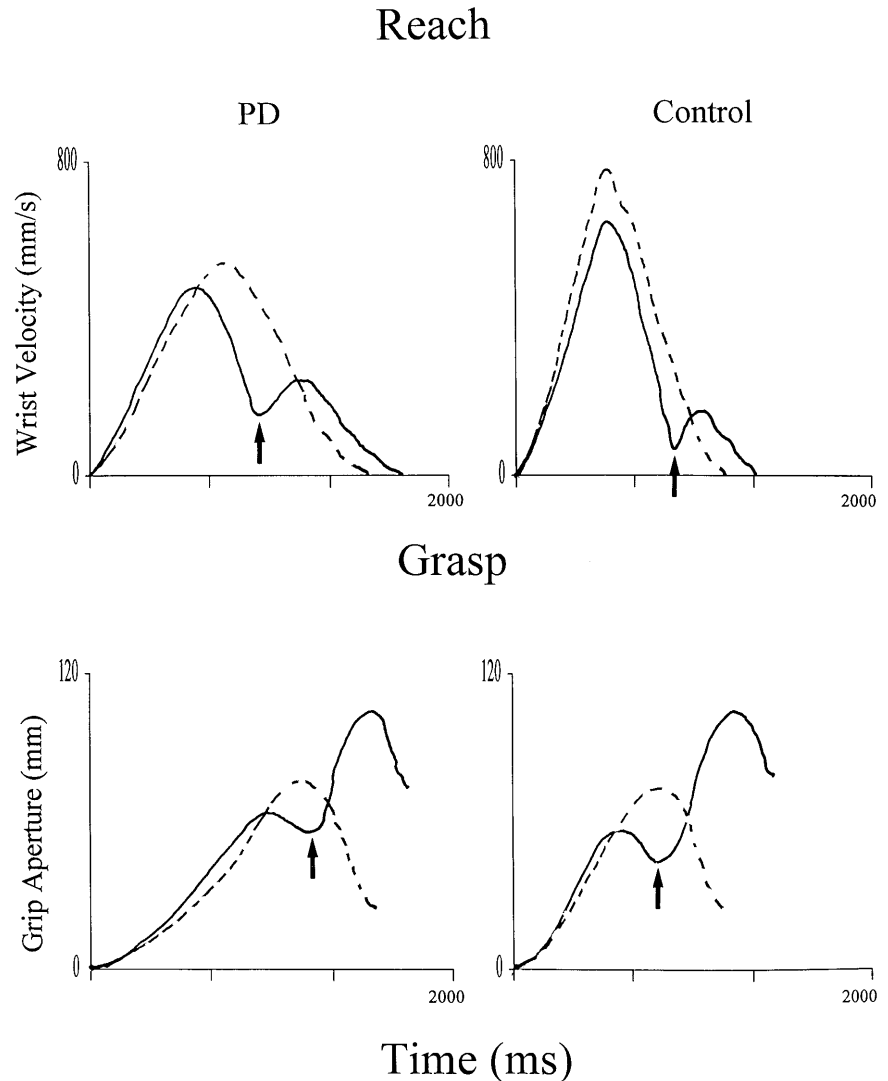 Reach
PD
Control
800
800
Wrist Velocity (mm/s)
0
0
2000
2000
Grasp
120
120
Grip Aperture (mm)
0
0
2000
2000
Time (ms)